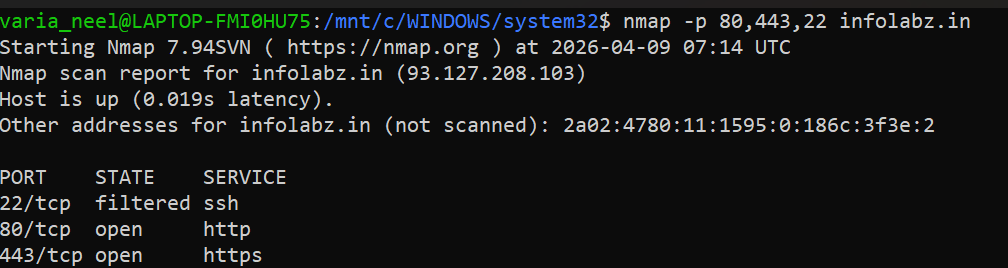 varia_neel@LAPTOP-FMI0HU75:/mnt/c/WINDOWS/system32$ nmap -p 80,443,22 infolabz.in
Starting Nmap 7.94SVN ( https://nmap.org ) at 2026-04-09 07:14 UTC
Nmap scan report for infolabz.in (93.127.208.103)
Host is up (0.019s latency).
Other addresses for infolabz.in (not scanned): 2a02:4780:11:1595:0:186c:3f3e:2

PORT    STATE    SERVICE
22/tcp  filtered ssh
80/tcp  open     http
443/tcp open     https